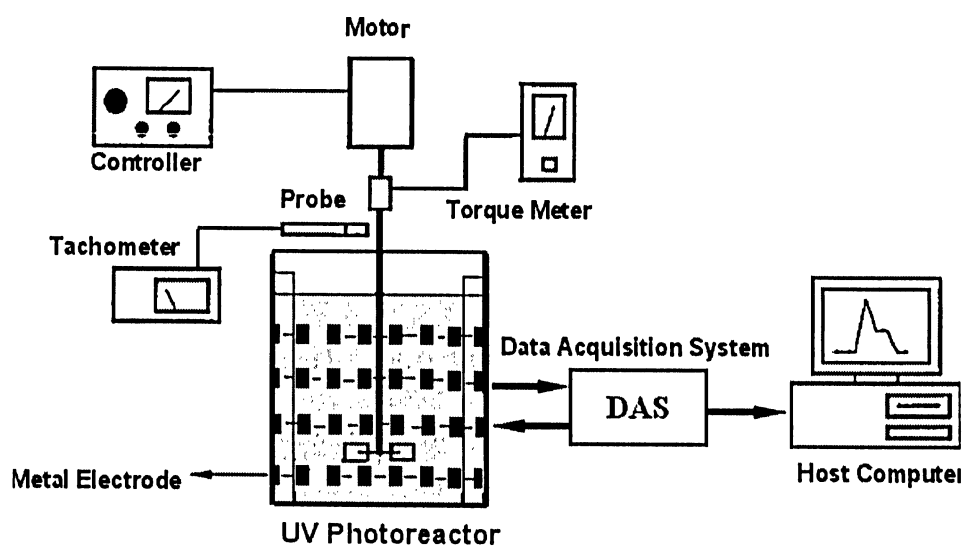 Motor
Controller
Probe
Torque Meter
Tachometer
Data Acquisition System
DAS
Metal Electrode
Host Computer
UV Photoreactor